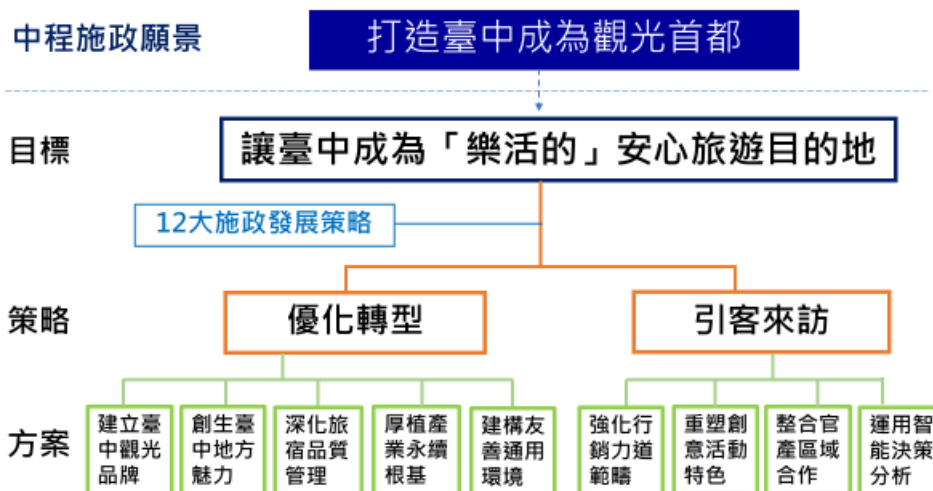 中程施政願景
打造臺中成為觀光首都
目標
讓臺中成為「樂活的」安心旅遊目的地
12大施政發展策略
策略
優化轉型
引客來訪
方案
建立臺
中觀光
品牌
創生臺
中地方
魅力
深化旅
宿品質
管理
厚植產
業永續
根基
建構友
善通用
環境
強化行
銷力道
範疇
重塑創
意活動
特色
整合官
產區域
合作
運用智
能決策
分析